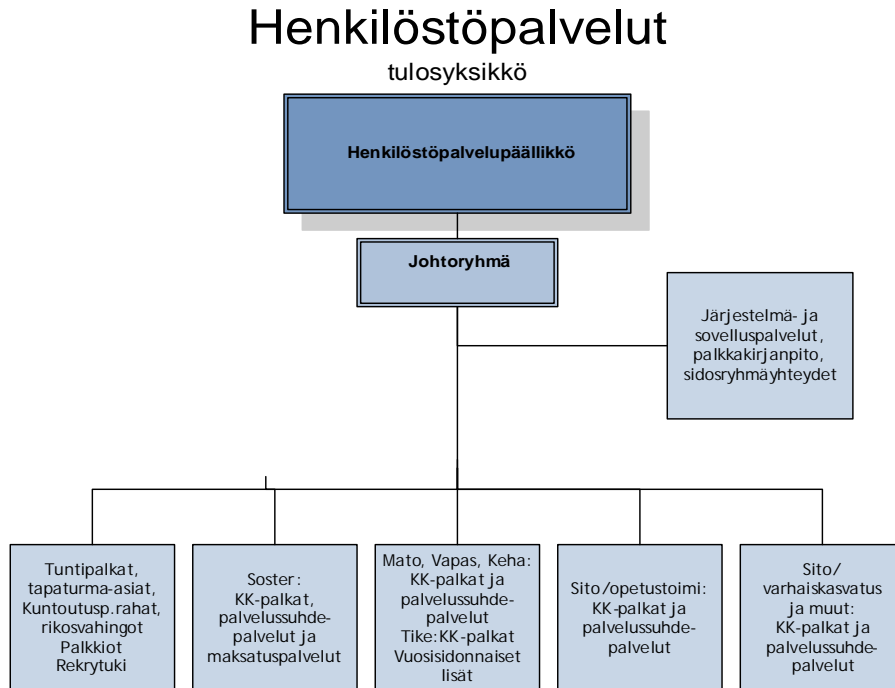 Henkilöstöpalvelut
tulosyksikkö
Henkilöstöpalvelupäällikkö
Johtoryhmä
Järjestelmä- ja
sovelluspalvelut,
palkkakirjanpito,
sidosryhmäyhteydet
Tuntipalkat,
tapaturma-asiat,
Kuntoutusp.rahat,
rikosvahingot
Palkkiot
Rekrytuki
Soster:
KK-palkat,
palvelussuhde-
palvelut ja
maksatuspalvelut
Mato, Vapas, Keha:
KK-palkat ja
palvelussuhde-
palvelut
Tike:KK-palkat
Vuosisidonnaiset
lisät
Sito/opetustoimi:
KK-palkat ja
palvelussuhde-
palvelut
Sito/
varhaiskasvatus
ja muut:
KK-palkat ja
palvelussuhde-
palvelut